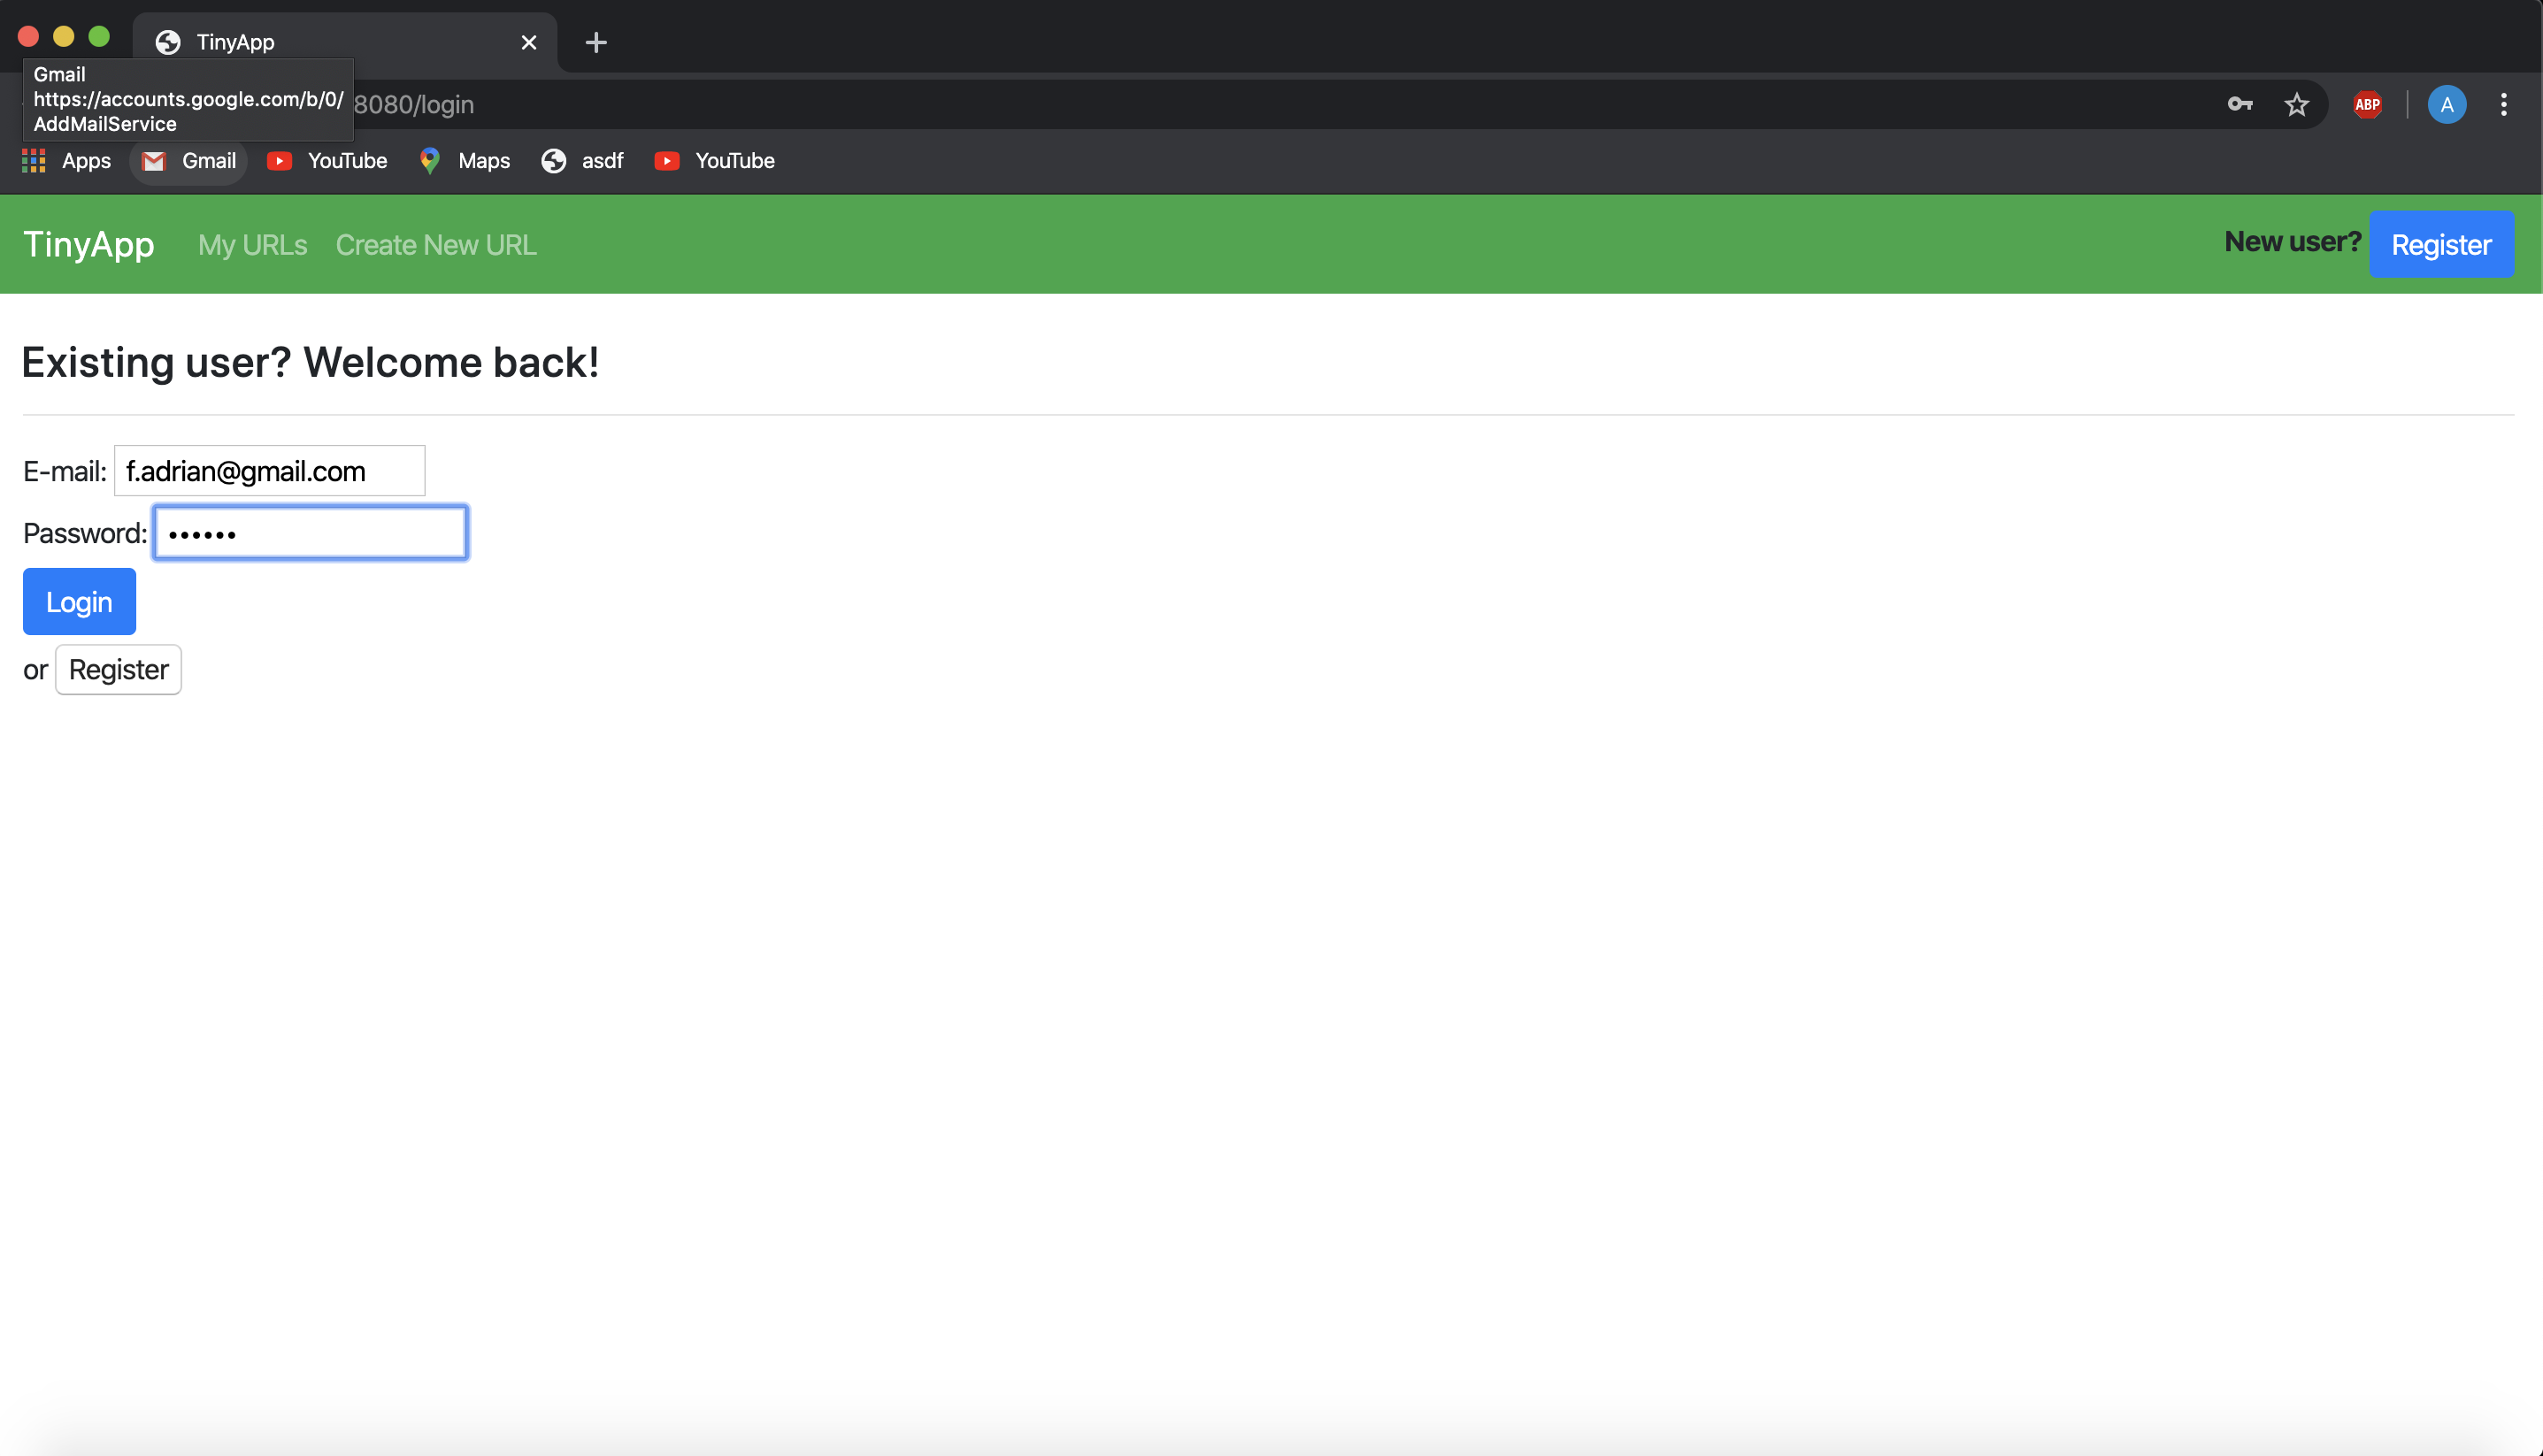 TinyApp
Gmail
https://accounts.google.com/b/0/
AddMailService
8080/login
ABP
A
Apps Gmail YouTube Maps asdf YouTube
TinyApp My URLs Create New URL New user? Register
Existing user? Welcome back!
E-mail: f.adrian@gmail.com
Password: ••••••
Login
or Register